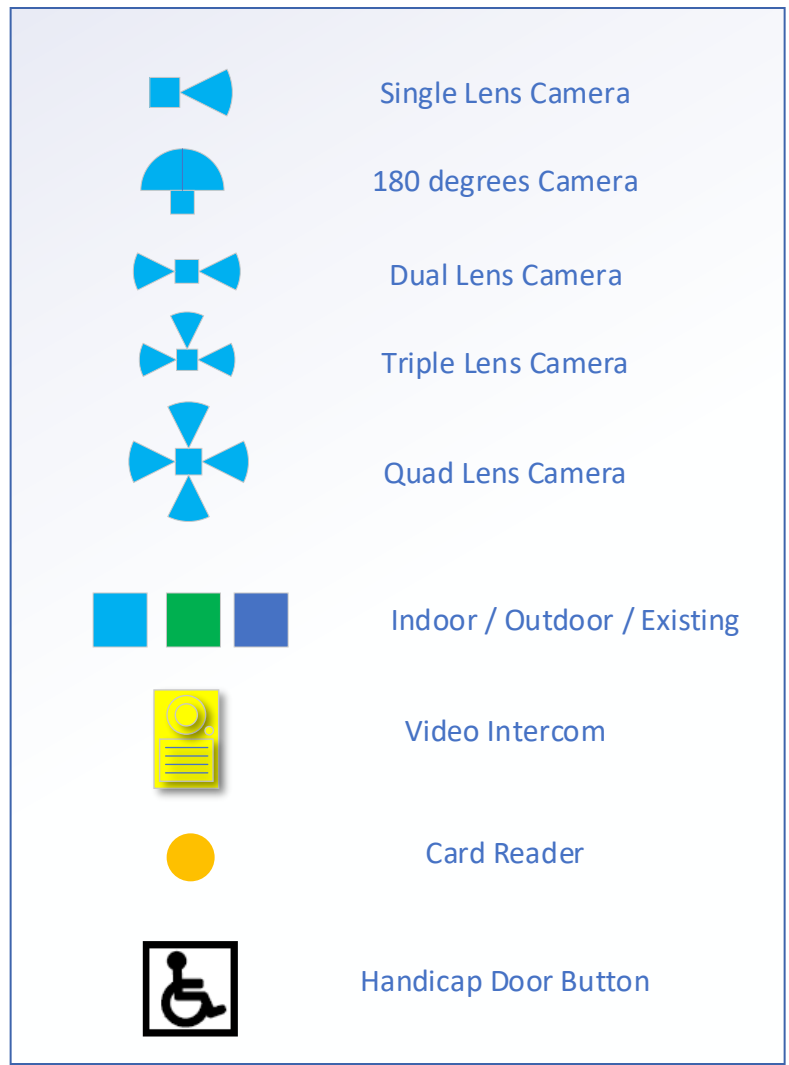 Single Lens Camera
180 degrees Camera
Dual Lens Camera
Triple Lens Camera
Quad Lens Camera
Indoor / Outdoor / Existing
Video Intercom
Card Reader
Handicap Door Button